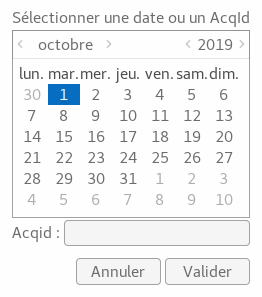 Sélectionner une date ou un AcqId
octobre 2019
lun. mar. mer. jeu. ven. sam. dim.
30 1 2 3 4 5 6
7 8 9 10 11 12 13
14 15 16 17 18 19 20
21 22 23 24 25 26 27
28 29 30 31 1 2 3
4 5 6 7 8 9 10
Acqid :
Annuler Valider